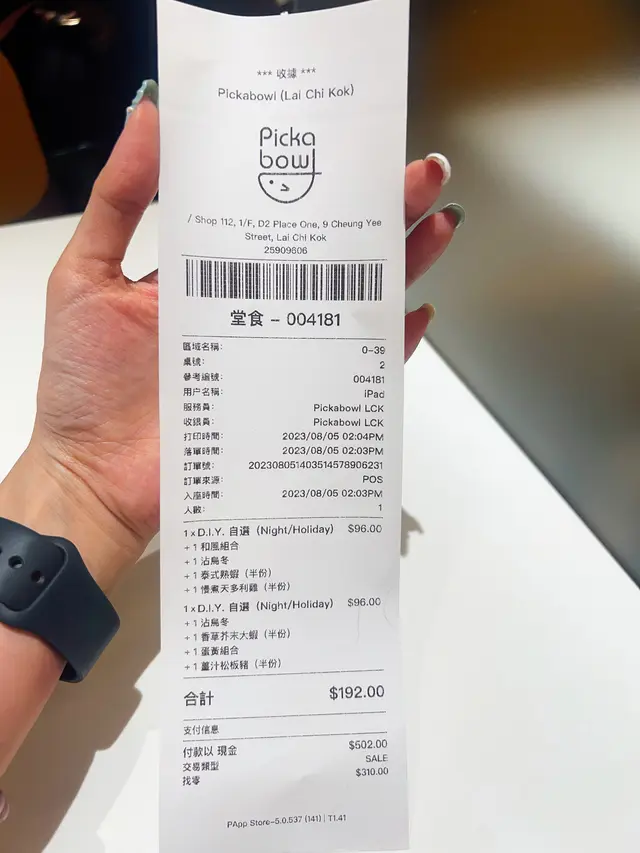 *** 收據 ***
Pickabowl (Lai Chi Kok)
Picka
bowl
/ Shop 112, 1/F, D2 Place One, 9 Cheung Yee
Street, Lai Chi Kok
25909606
堂食 - 004181
區域名稱: 0-39
桌號: 2
參考編號: 004181
用戶名稱: iPad
服務員: Pickabowl LCK
收銀員: Pickabowl LCK
打印時間: 2023/08/05 02:04PM
落單時間: 2023/08/05 02:03PM
訂單號: 202308051403514578906231
訂單來源: POS
入座時間: 2023/08/05 02:03PM
人數: 1
1 x D.I.Y. 自選 (Night/Holiday) $96.00
+ 1 和風組合
+ 1 沾烏冬
+ 1 泰式熟蝦 (半份)
+ 1 慢煮天多利雞 (半份)
1 x D.I.Y. 自選 (Night/Holiday) $96.00
+ 1 沾烏冬
+ 1 香草芥末大蝦 (半份)
+ 1 蛋黃組合
+ 1 薑汁松板豬 (半份)
合計 $192.00
支付信息
付款以 現金 $502.00
交易類型 SALE
找零 $310.00
PApp Store-5.0.537 (141) | T1.41